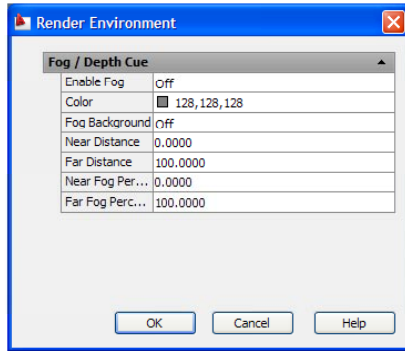 Render Environment
Fog / Depth Cue
Enable Fog Off
Color 128,128,128
Fog Background Off
Near Distance 0.0000
Far Distance 100.0000
Near Fog Per... 0.0000
Far Fog Perc... 100.0000
OK Cancel Help